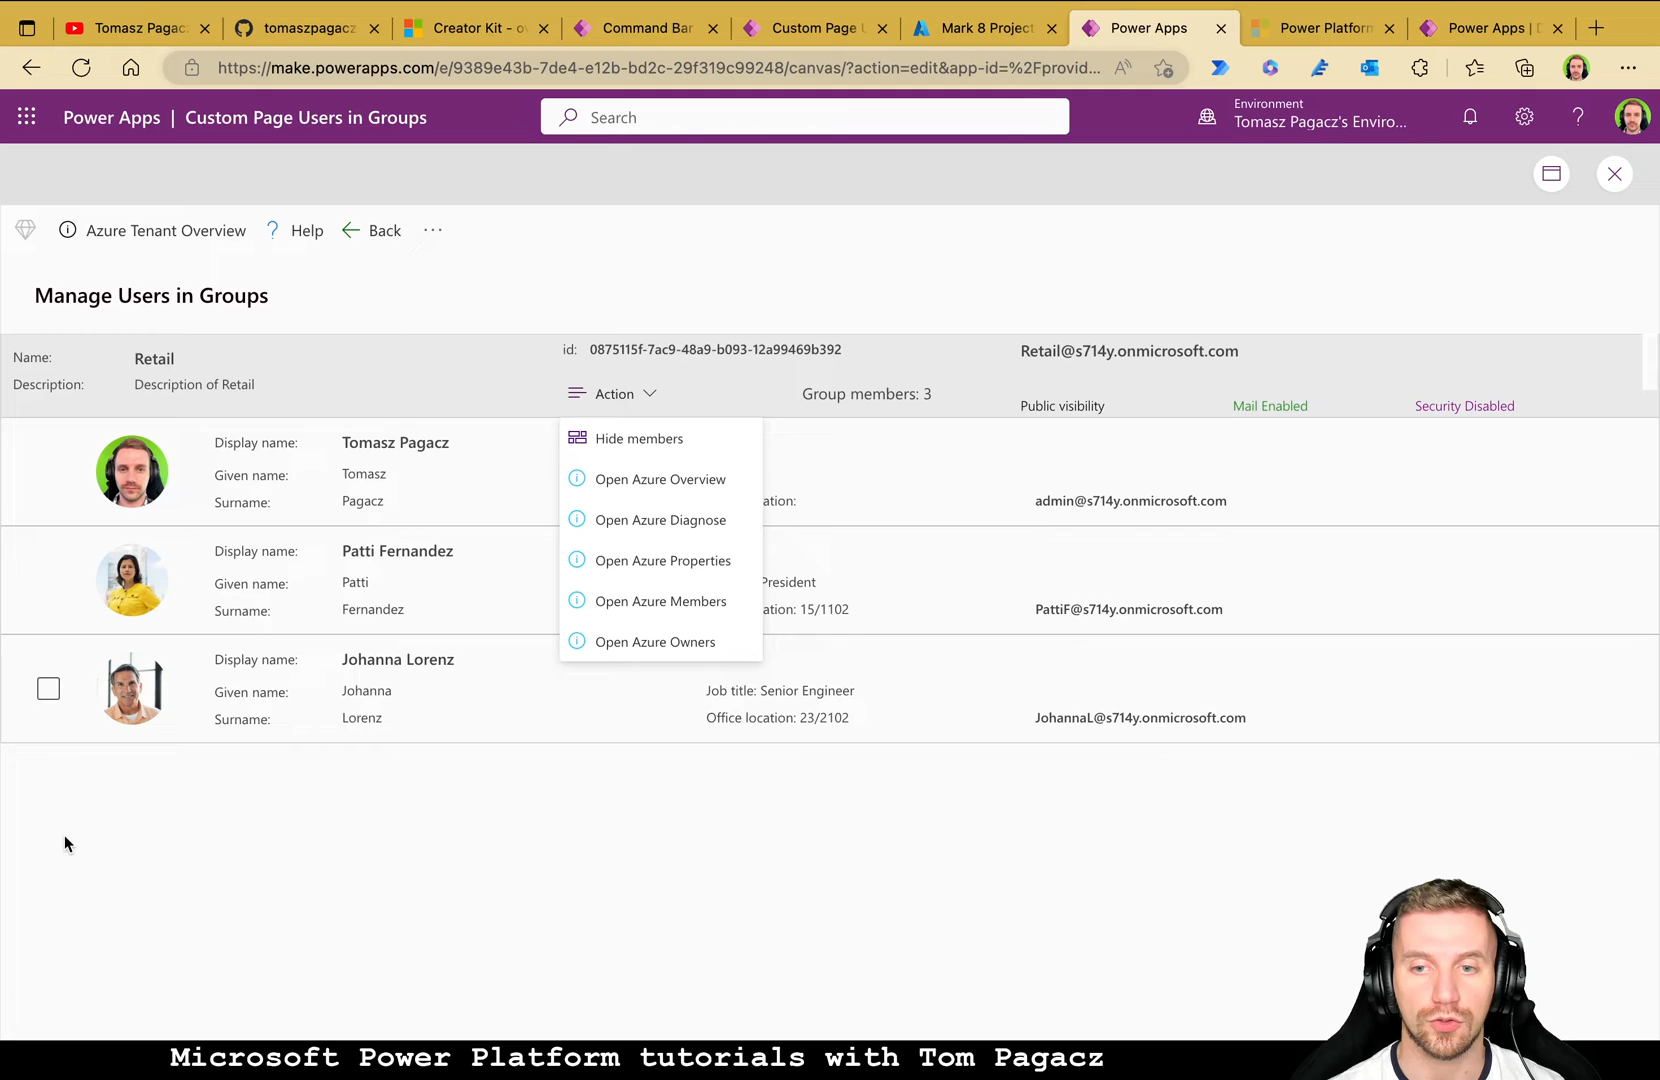 Tomasz Pagac
tomaszpagacz
Creator Kit - ov
Command Bar
Custom Page U
Mark 8 Project
Power Apps
Power Platform
Power Apps | D
https://make.powerapps.com/e/9389e43b-7de4-e12b-bd2c-29f319c99248/canvas/?action=edit&app-id=%2Fprovid...
Power Apps | Custom Page Users in Groups
Search
Environment
Tomasz Pagacz's Enviro...
?
Azure Tenant Overview
? Help
Back
...
Manage Users in Groups
Name: Retail
id: 0875115f-7ac9-48a9-b093-12a99469b392
Retail@s714y.onmicrosoft.com
Description: Description of Retail
Action
Group members: 3
Public visibility
Mail Enabled
Security Disabled
Hide members
Open Azure Overview
Open Azure Diagnose
Open Azure Properties
Open Azure Members
Open Azure Owners
Display name: Tomasz Pagacz
Given name: Tomasz
Surname: Pagacz
ation:
admin@s714y.onmicrosoft.com
Display name: Patti Fernandez
Given name: Patti
President
Surname: Fernandez
ation: 15/1102
PattiF@s714y.onmicrosoft.com
Display name: Johanna Lorenz
Given name: Johanna
Job title: Senior Engineer
Surname: Lorenz
Office location: 23/2102
JohannaL@s714y.onmicrosoft.com
Microsoft Power Platform tutorials with Tom Pagacz